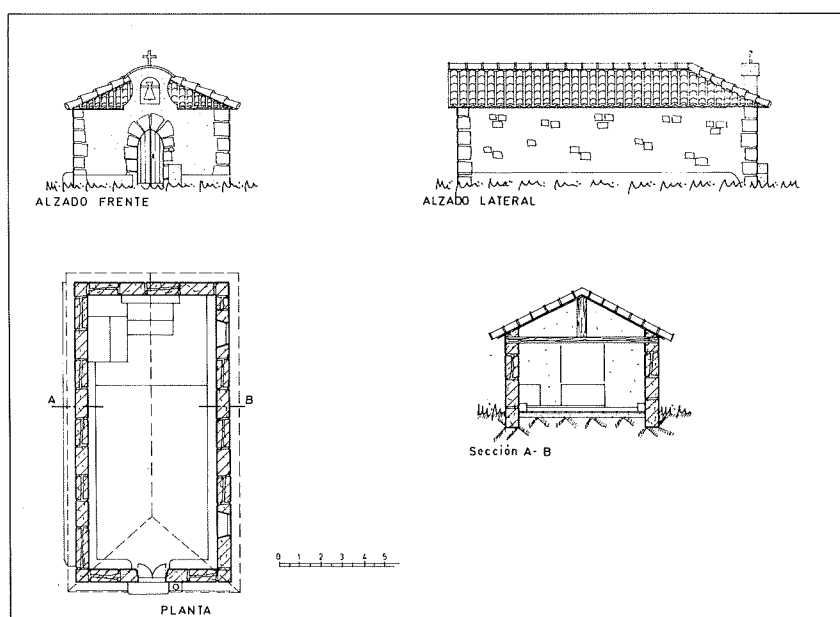 ALZADO FRENTE
ALZADO LATERAL
A
B
Sección A-B
0 1 2 3 4 5
PLANTA